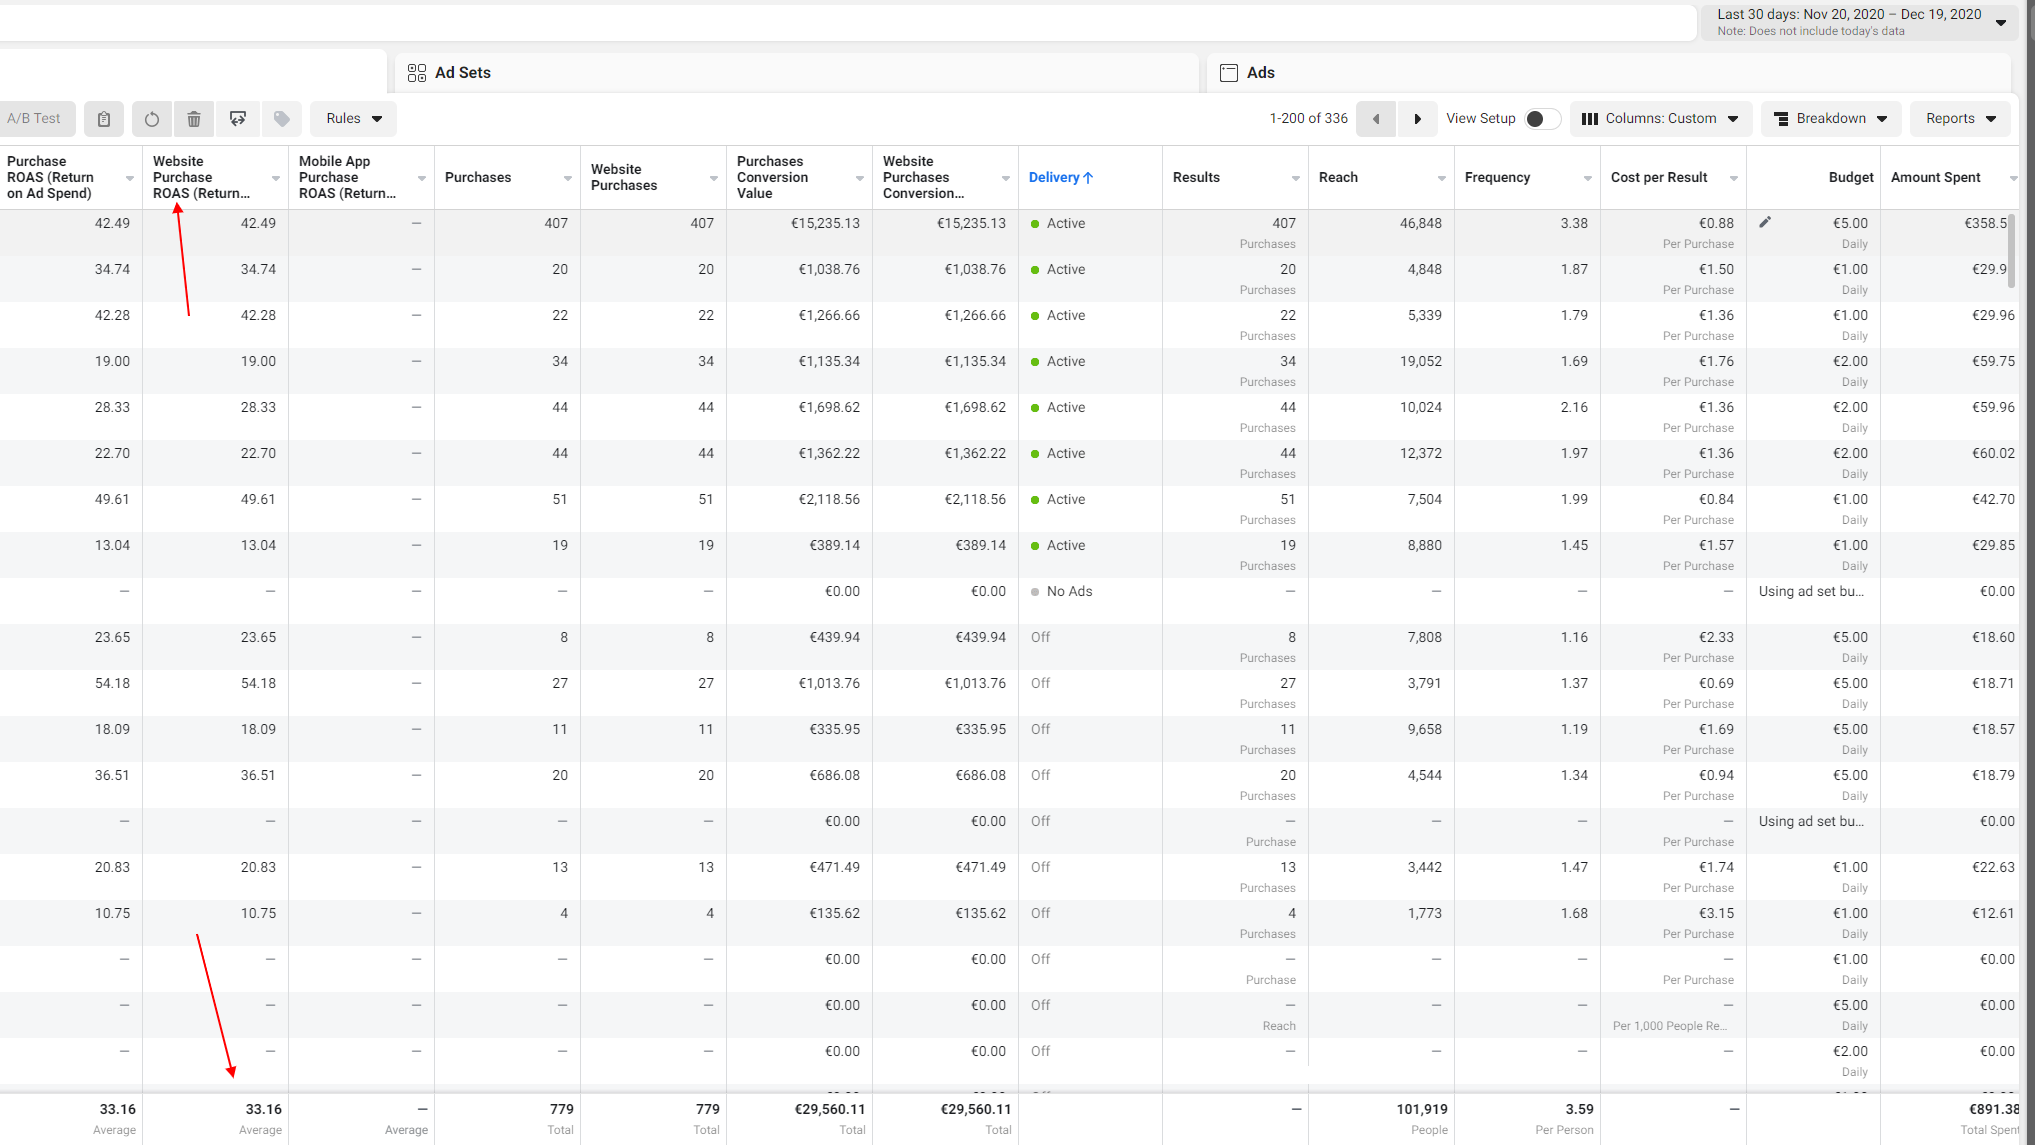 Last 30 days: Nov 20, 2020 – Dec 19, 2020
Note: Does not include today's data
Ad Sets
Ads
A/B Test
Rules
1-200 of 336
View Setup
Columns: Custom
Breakdown
Reports
Purchase ROAS (Return on Ad Spend)
Website Purchase ROAS (Return...
Mobile App Purchase ROAS (Return...
Purchases
Website Purchases
Purchases Conversion Value
Website Purchases Conversion...
Delivery↑
Results
Reach
Frequency
Cost per Result
Budget
Amount Spent
42.49 42.49 — 407 407 €15,235.13 €15,235.13 Active 407 46,848 3.38 €0.88 €5.00 €358.5
Purchases Per Purchase Daily
34.74 34.74 — 20 20 €1,038.76 €1,038.76 Active 20 4,848 1.87 €1.50 €1.00 €29.9
Purchases Per Purchase Daily
42.28 42.28 — 22 22 €1,266.66 €1,266.66 Active 22 5,339 1.79 €1.36 €1.00 €29.96
Purchases Per Purchase Daily
19.00 19.00 — 34 34 €1,135.34 €1,135.34 Active 34 19,052 1.69 €1.76 €2.00 €59.75
Purchases Per Purchase Daily
28.33 28.33 — 44 44 €1,698.62 €1,698.62 Active 44 10,024 2.16 €1.36 €2.00 €59.96
Purchases Per Purchase Daily
22.70 22.70 — 44 44 €1,362.22 €1,362.22 Active 44 12,372 1.97 €1.36 €2.00 €60.02
Purchases Per Purchase Daily
49.61 49.61 — 51 51 €2,118.56 €2,118.56 Active 51 7,504 1.99 €0.84 €1.00 €42.70
Purchases Per Purchase Daily
13.04 13.04 — 19 19 €389.14 €389.14 Active 19 8,880 1.45 €1.57 €1.00 €29.85
Purchases Per Purchase Daily
— — — — — €0.00 €0.00 No Ads — — — — Using ad set bu... €0.00
23.65 23.65 — 8 8 €439.94 €439.94 Off 8 7,808 1.16 €2.33 €5.00 €18.60
Purchases Per Purchase Daily
54.18 54.18 — 27 27 €1,013.76 €1,013.76 Off 27 3,791 1.37 €0.69 €5.00 €18.71
Purchases Per Purchase Daily
18.09 18.09 — 11 11 €335.95 €335.95 Off 11 9,658 1.19 €1.69 €5.00 €18.57
Purchases Per Purchase Daily
36.51 36.51 — 20 20 €686.08 €686.08 Off 20 4,544 1.34 €0.94 €5.00 €18.79
Purchases Per Purchase Daily
— — — — — €0.00 €0.00 Off — — — — Using ad set bu... €0.00
Purchase Per Purchase
20.83 20.83 — 13 13 €471.49 €471.49 Off 13 3,442 1.47 €1.74 €1.00 €22.63
Purchases Per Purchase Daily
10.75 10.75 — 4 4 €135.62 €135.62 Off 4 1,773 1.68 €3.15 €1.00 €12.61
Purchases Per Purchase Daily
— — — — — €0.00 €0.00 Off — — — — €1.00 €0.00
Purchase Per Purchase Daily
— — — — — €0.00 €0.00 Off — — — — €5.00 €0.00
Reach Per 1,000 People Re... Daily
— — — — — €0.00 €0.00 Off — — — — €2.00 €0.00
Daily
33.16 33.16 — 779 779 €29,560.11 €29,560.11 — 101,919 3.59 — €891.38
Average Average Average Total Total Total Total People Per Person Total Spent